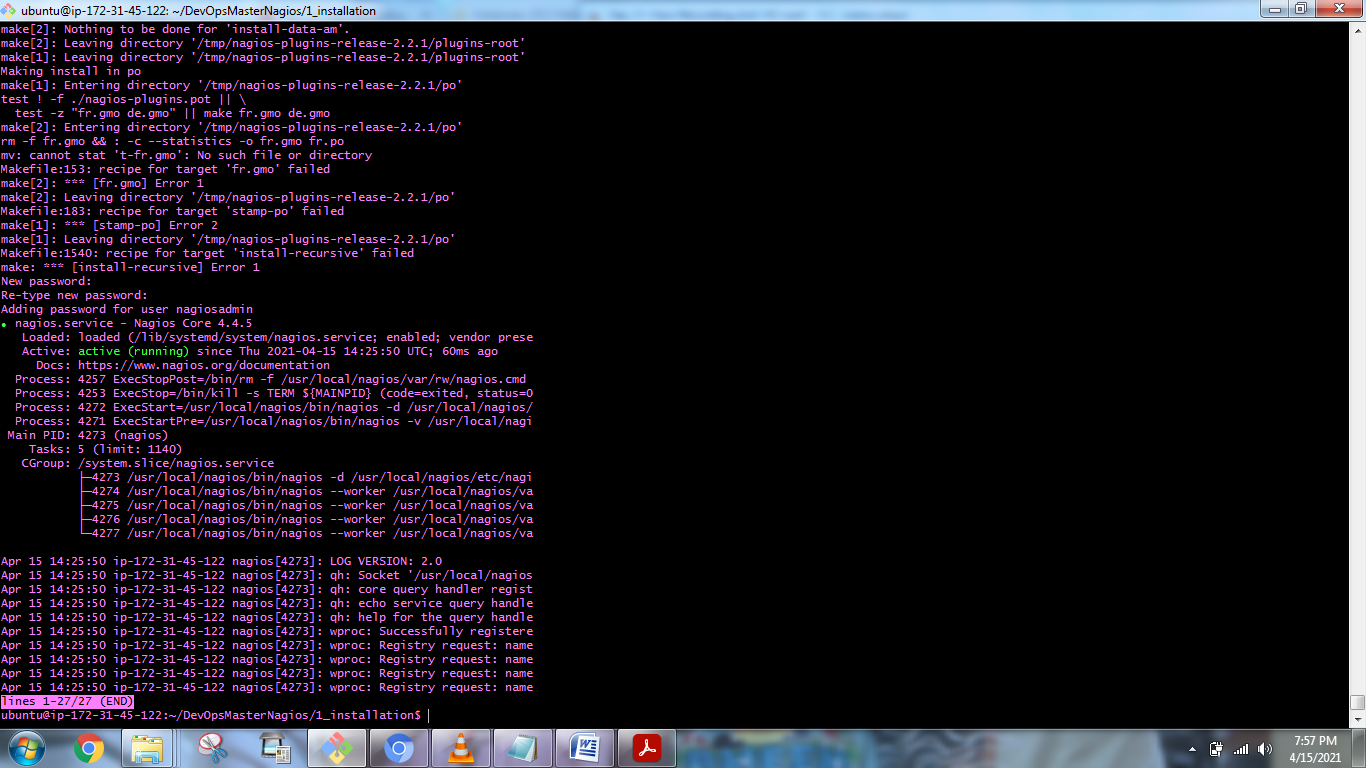 ubuntu@ip-172-31-45-122: ~/DevOpsMasterNagios/1_installation
make[2]: Nothing to be done for 'install-data-am'.
make[2]: Leaving directory '/tmp/nagios-plugins-release-2.2.1/plugins-root'
make[1]: Leaving directory '/tmp/nagios-plugins-release-2.2.1/plugins-root'
Making install in po
make[1]: Entering directory '/tmp/nagios-plugins-release-2.2.1/po'
test ! -f ./nagios-plugins.pot || \
  test -z "fr.gmo de.gmo" || make fr.gmo de.gmo
make[2]: Entering directory '/tmp/nagios-plugins-release-2.2.1/po'
rm -f fr.gmo && : -c --statistics -o fr.gmo fr.po
mv: cannot stat 't-fr.gmo': No such file or directory
Makefile:153: recipe for target 'fr.gmo' failed
make[2]: *** [fr.gmo] Error 1
make[2]: Leaving directory '/tmp/nagios-plugins-release-2.2.1/po'
Makefile:183: recipe for target 'stamp-po' failed
make[1]: *** [stamp-po] Error 2
make[1]: Leaving directory '/tmp/nagios-plugins-release-2.2.1/po'
Makefile:1540: recipe for target 'install-recursive' failed
make: *** [install-recursive] Error 1
New password:
Re-type new password:
Adding password for user nagiosadmin
● nagios.service - Nagios Core 4.4.5
   Loaded: loaded (/lib/systemd/system/nagios.service; enabled; vendor prese
   Active: active (running) since Thu 2021-04-15 14:25:50 UTC; 60ms ago
     Docs: https://www.nagios.org/documentation
  Process: 4257 ExecStopPost=/bin/rm -f /usr/local/nagios/var/rw/nagios.cmd
  Process: 4253 ExecStop=/bin/kill -s TERM ${MAINPID} (code=exited, status=0
  Process: 4272 ExecStart=/usr/local/nagios/bin/nagios -d /usr/local/nagios/
  Process: 4271 ExecStartPre=/usr/local/nagios/bin/nagios -v /usr/local/nagi
 Main PID: 4273 (nagios)
    Tasks: 5 (limit: 1140)
   CGroup: /system.slice/nagios.service
           ├─4273 /usr/local/nagios/bin/nagios -d /usr/local/nagios/etc/nagi
           ├─4274 /usr/local/nagios/bin/nagios --worker /usr/local/nagios/va
           ├─4275 /usr/local/nagios/bin/nagios --worker /usr/local/nagios/va
           ├─4276 /usr/local/nagios/bin/nagios --worker /usr/local/nagios/va
           └─4277 /usr/local/nagios/bin/nagios --worker /usr/local/nagios/va
Apr 15 14:25:50 ip-172-31-45-122 nagios[4273]: LOG VERSION: 2.0
Apr 15 14:25:50 ip-172-31-45-122 nagios[4273]: qh: Socket '/usr/local/nagios
Apr 15 14:25:50 ip-172-31-45-122 nagios[4273]: qh: core query handler regist
Apr 15 14:25:50 ip-172-31-45-122 nagios[4273]: qh: echo service query handle
Apr 15 14:25:50 ip-172-31-45-122 nagios[4273]: qh: help for the query handle
Apr 15 14:25:50 ip-172-31-45-122 nagios[4273]: wproc: Successfully registere
Apr 15 14:25:50 ip-172-31-45-122 nagios[4273]: wproc: Registry request: name
Apr 15 14:25:50 ip-172-31-45-122 nagios[4273]: wproc: Registry request: name
Apr 15 14:25:50 ip-172-31-45-122 nagios[4273]: wproc: Registry request: name
Apr 15 14:25:50 ip-172-31-45-122 nagios[4273]: wproc: Registry request: name
lines 1-27/27 (END)
ubuntu@ip-172-31-45-122:~/DevOpsMasterNagios/1_installation$
7:57 PM
4/15/2021